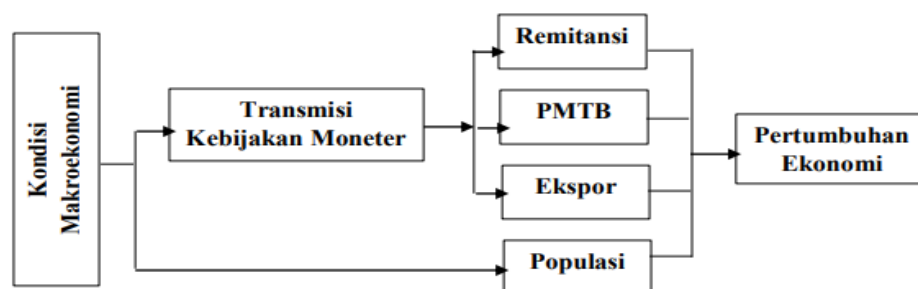 Kondisi
Makroekonomi
Transmisi
Kebijakan Moneter
Remitansi
PMTB
Ekspor
Populasi
Pertumbuhan
Ekonomi